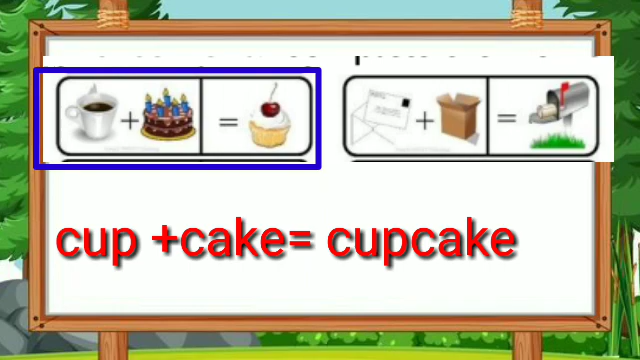 + =
+ =
cup +cake= cupcake